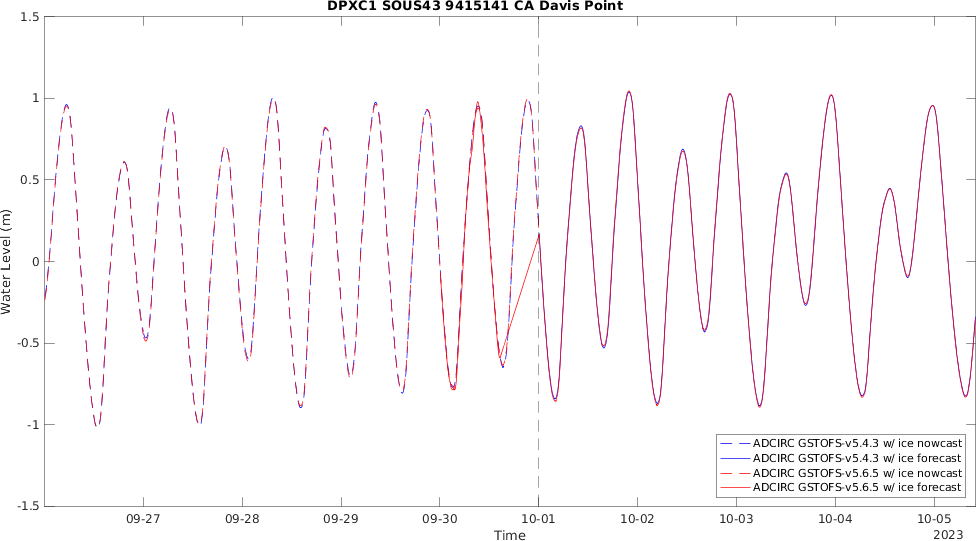 DPXC1 SOUS43 9415141 CA Davis Point
1.5
1
0.5
0
-0.5
-1
-1.5
Water Level (m)
09-27
09-28
09-29
09-30
10-01
10-02
10-03
10-04
10-05
Time
2023
ADCIRC GSTOFS-v5.4.3 w/ ice nowcast
ADCIRC GSTOFS-v5.4.3 w/ ice forecast
ADCIRC GSTOFS-v5.6.5 w/ ice nowcast
ADCIRC GSTOFS-v5.6.5 w/ ice forecast